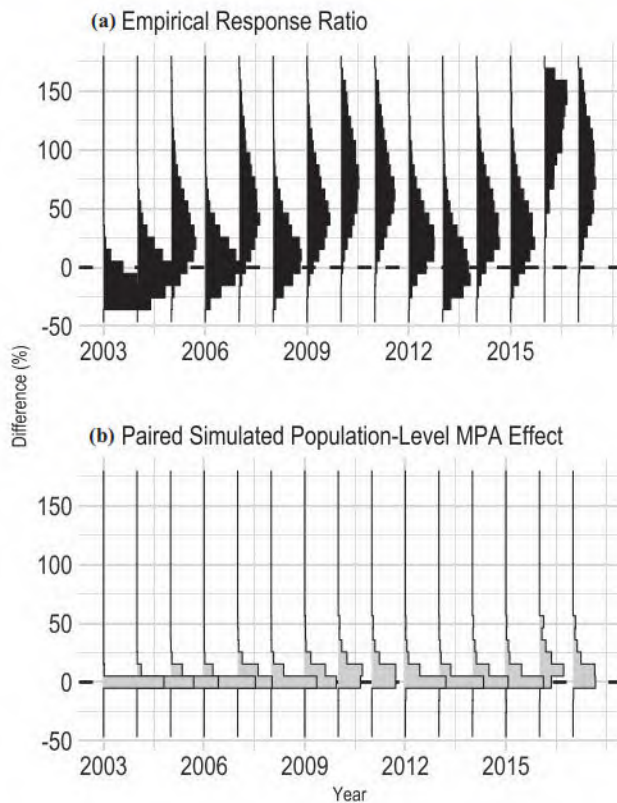 (a) Empirical Response Ratio
150
100
50
0
-50
2003 2006 2009 2012 2015
Difference (%)
(b) Paired Simulated Population-Level MPA Effect
150
100
50
0
-50
2003 2006 2009 2012 2015
Year